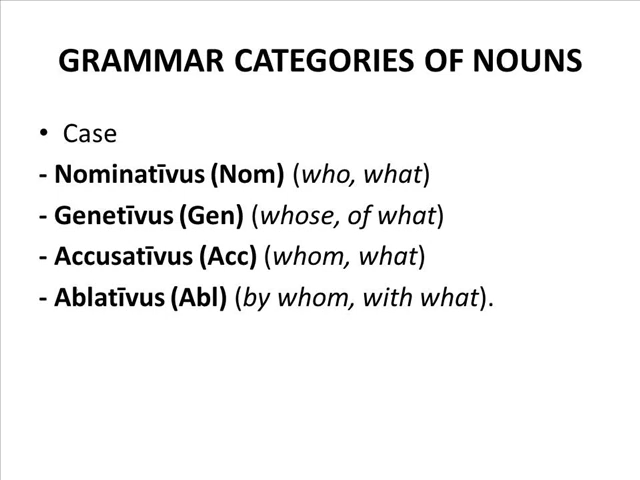 GRAMMAR CATEGORIES OF NOUNS
• Case
- Nominatīvus (Nom) (who, what)
- Genetīvus (Gen) (whose, of what)
- Accusatīvus (Acc) (whom, what)
- Ablatīvus (Abl) (by whom, with what).